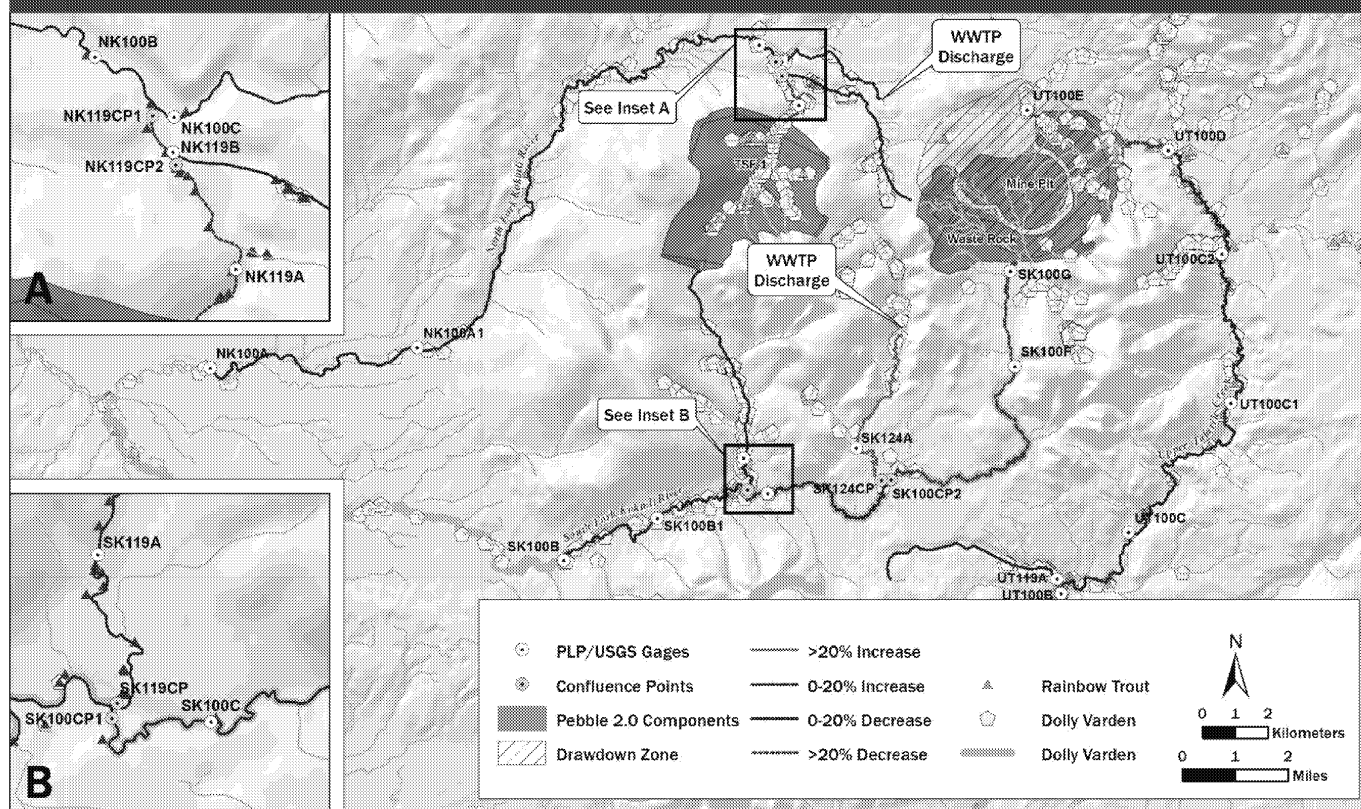 NK100B
NK119CP1
NK100C
NK119B
NK119CP2
NK119A
A
WWTP
Discharge
See Inset A
UT100E
UT100D
TSF 1
Mine Pit
Waste Rock
UT100C2
WWTP
Discharge
SK100G
NK100A1
NK100A
SK100F
UT100C1
See Inset B
SK124A
SK124CP
SK100CP2
South Fork Koktuli River
SK100B1
SK100B
UT100C
UT119A
UT100B
SK119A
SK119CP
SK100CP1
SK100C
B
PLP/USGS Gages
Confluence Points
Pebble 2.0 Components
Drawdown Zone
>20% Increase
0-20% Increase
0-20% Decrease
>20% Decrease
Rainbow Trout
Dolly Varden
Dolly Varden
N
0 1 2
Kilometers
0 1 2
Miles